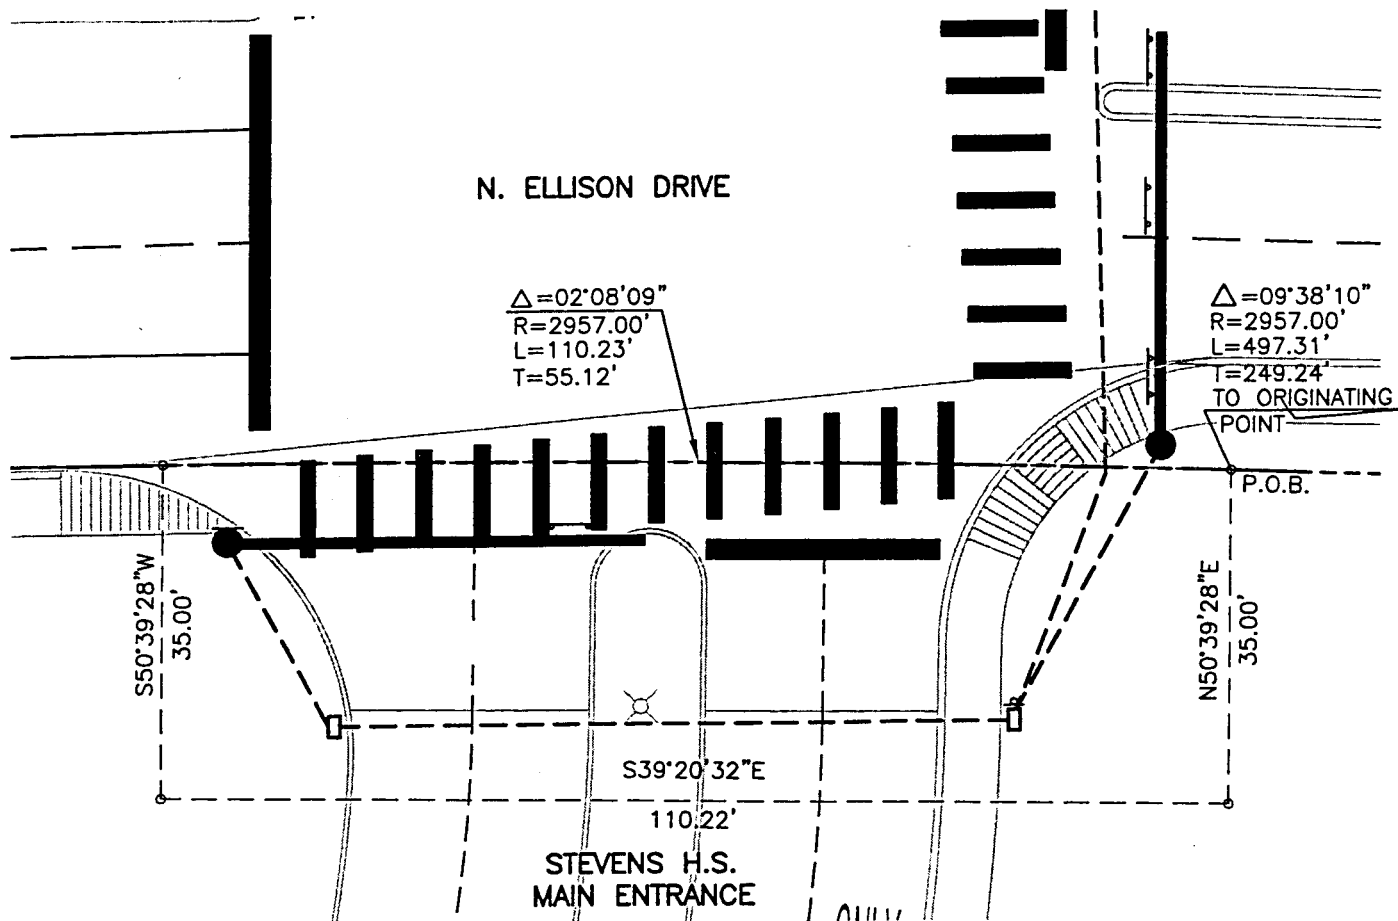 N. ELLISON DRIVE
△=02°08'09"
R=2957.00'
L=110.23'
T=55.12'
△=09°38'10"
R=2957.00'
L=497.31'
T=249.24'
TO ORIGINATING
POINT
P.O.B.
S50°39'28"W
35.00'
N50°39'28"E
35.00'
S39°20'32"E
110.22'
STEVENS H.S.
MAIN ENTRANCE